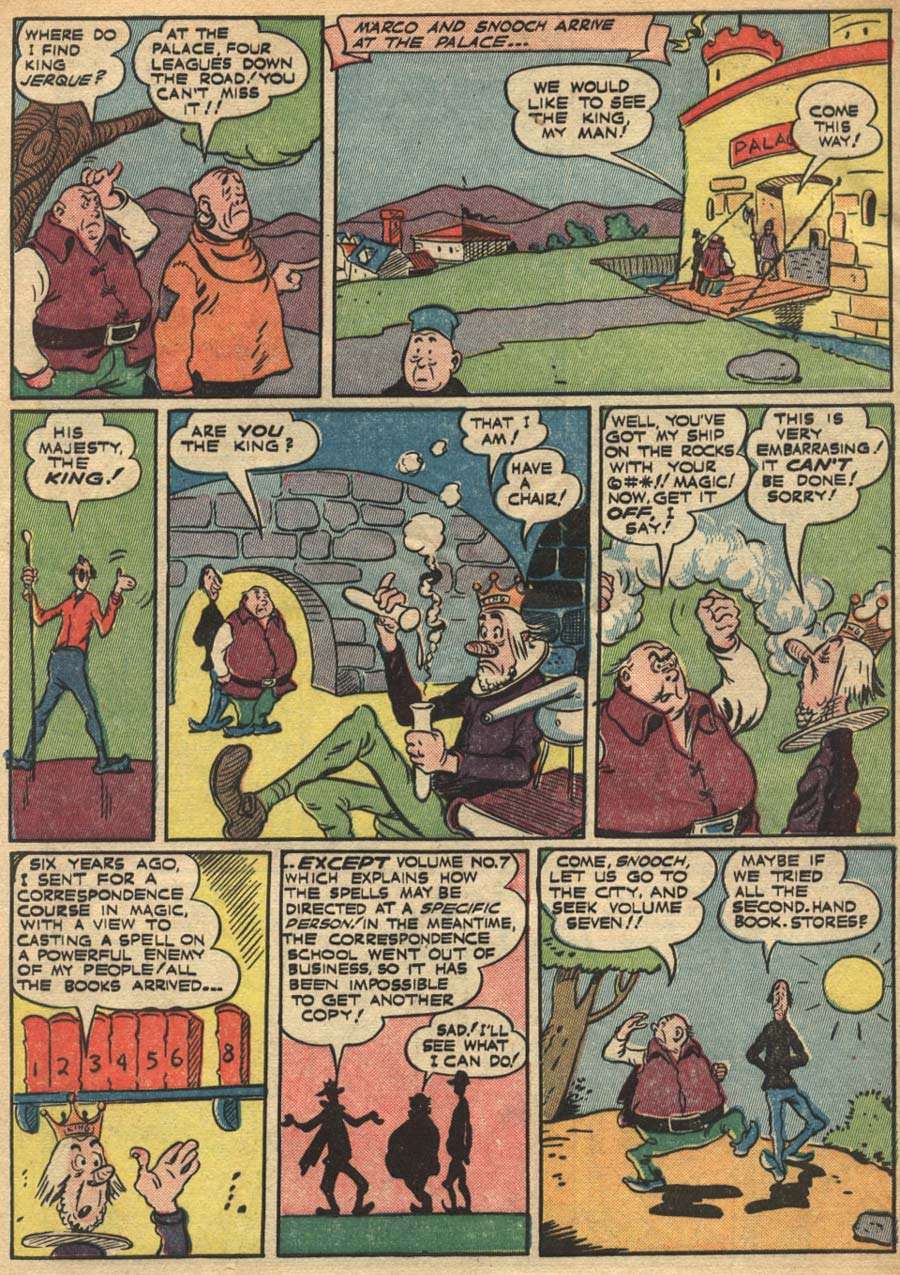 WHERE DO
I FIND
KING
JERQUE?
AT THE
PALACE, FOUR
LEAGUES DOWN
THE ROAD! YOU
CAN'T MISS
IT!!
MARCO AND SNOOCH ARRIVE
AT THE PALACE...
WE WOULD
LIKE TO SEE
THE KING,
MY MAN!
COME
THIS
WAY!
PALA
HIS
MAJESTY,
THE
KING!
ARE YOU
THE KING?
THAT I
AM!
HAVE
A CHAIR!
KING
WELL, YOU'VE
GOT MY SHIP
ON THE ROCKS
WITH YOUR
@#*!! MAGIC!
NOW, GET IT
OFF, I
SAY!
THIS IS
VERY
EMBARRASING!
IT CAN'T
BE DONE!
SORRY!
SIX YEARS AGO,
I SENT FOR A
CORRESPONDENCE
COURSE IN MAGIC,
WITH A VIEW TO
CASTING A SPELL ON
A POWERFUL ENEMY
OF MY PEOPLE! ALL
THE BOOKS ARRIVED...
1 2 3 4 5 6 8
KING
..EXCEPT VOLUME NO.7
WHICH EXPLAINS HOW
THE SPELLS MAY BE
DIRECTED AT A SPECIFIC
PERSON! IN THE MEANTIME,
THE CORRESPONDENCE
SCHOOL WENT OUT OF
BUSINESS, SO IT HAS
BEEN IMPOSSIBLE
TO GET ANOTHER
COPY!
SAD! I'LL
SEE WHAT
I CAN DO!
COME, SNOOCH,
LET US GO TO
THE CITY, AND
SEEK VOLUME
SEVEN!!
MAYBE IF
WE TRIED
ALL THE
SECOND-HAND
BOOK-STORES?